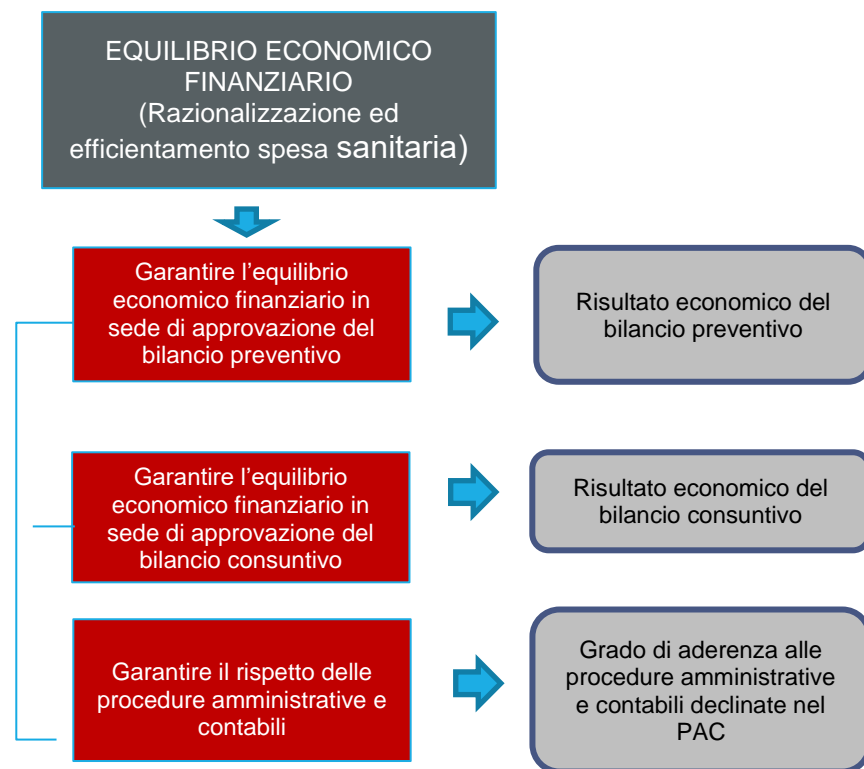 EQUILIBRIO ECONOMICO
FINANZIARIO
(Razionalizzazione ed
efficientamento spesa sanitaria)
Garantire l’equilibrio
economico finanziario in
sede di approvazione del
bilancio preventivo
Risultato economico del
bilancio preventivo
Garantire l’equilibrio
economico finanziario in
sede di approvazione del
bilancio consuntivo
Risultato economico del
bilancio consuntivo
Garantire il rispetto delle
procedure amministrative e
contabili
Grado di aderenza alle
procedure amministrative
e contabili declinate nel
PAC